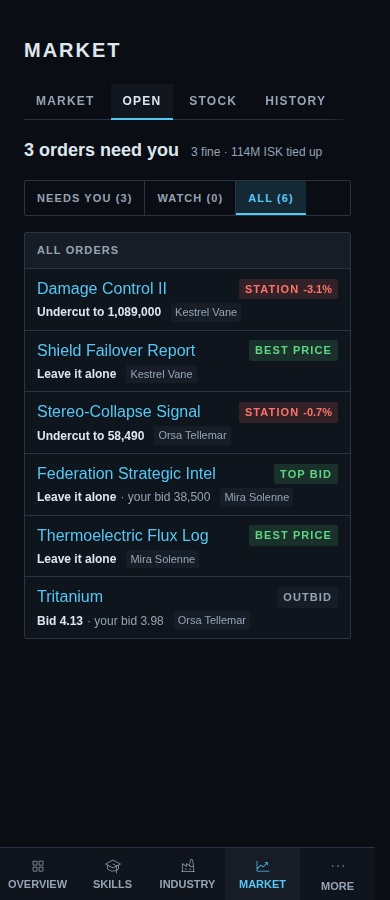 MARKET
MARKET OPEN STOCK HISTORY
3 orders need you 3 fine · 114M ISK tied up
NEEDS YOU (3) WATCH (0) ALL (6)
ALL ORDERS
Damage Control II STATION -3.1%
Undercut to 1,089,000 Kestrel Vane
Shield Failover Report BEST PRICE
Leave it alone Kestrel Vane
Stereo-Collapse Signal STATION -0.7%
Undercut to 58,490 Orsa Tellemar
Federation Strategic Intel TOP BID
Leave it alone · your bid 38,500 Mira Solenne
Thermoelectric Flux Log BEST PRICE
Leave it alone Mira Solenne
Tritanium OUTBID
Bid 4.13 · your bid 3.98 Orsa Tellemar
OVERVIEW SKILLS INDUSTRY MARKET MORE